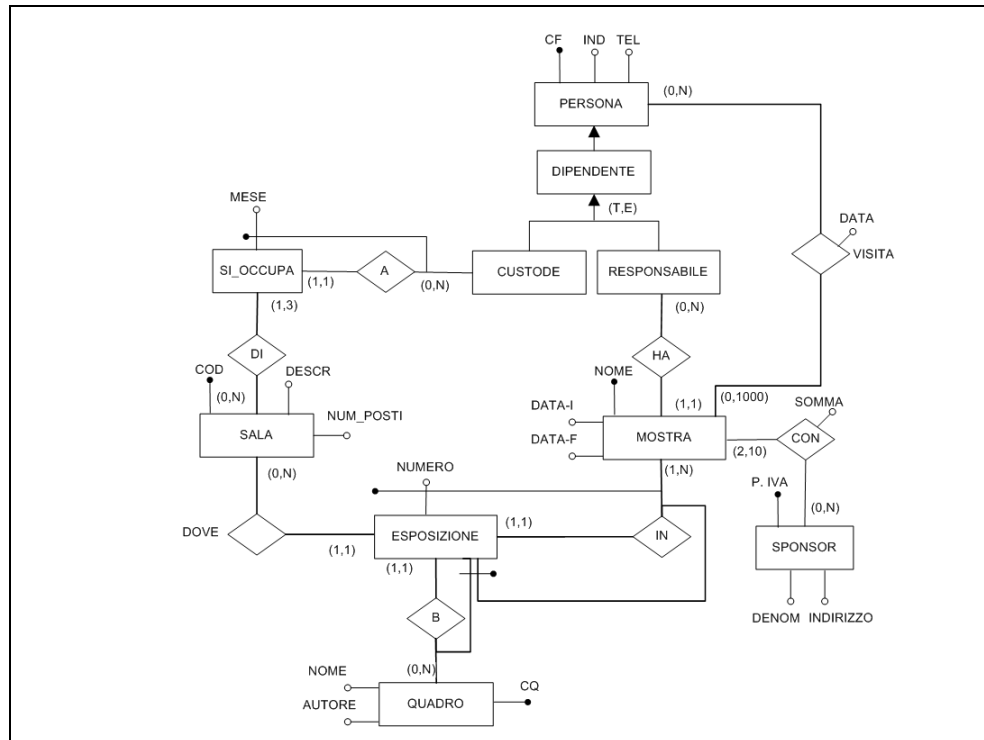 CF IND TEL
PERSONA
(0,N)
DIPENDENTE
(T,E)
MESE
DATA
VISITA
SI_OCCUPA
(1,1)
A
(0,N)
CUSTODE
RESPONSABILE
(1,3)
(0,N)
DI
HA
COD
DESCR
NOME
(0,N)
(1,1)
(0,1000)
SOMMA
NUM_POSTI
DATA-I
SALA
DATA-F
MOSTRA
(2,10)
CON
(0,N)
NUMERO
(1,N)
P. IVA
(0,N)
DOVE
(1,1)
ESPOSIZIONE
(1,1)
IN
SPONSOR
(1,1)
B
DENOM INDIRIZZO
NOME
(0,N)
CQ
AUTORE
QUADRO